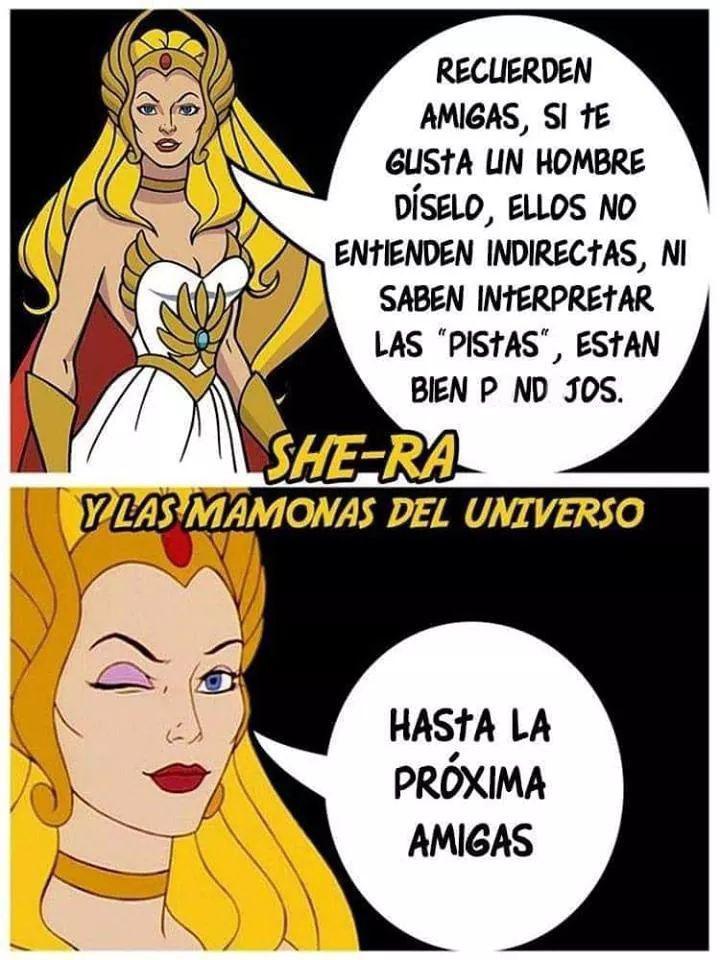 RECUERDEN
AMIGAS, SI TE
GUSTA UN HOMBRE
DÍSELO, ELLOS NO
ENTIENDEN INDIRECTAS, NI
SABEN INTERPRETAR
LAS "PISTAS", ESTAN
BIEN P ND JOS.
SHE-RA
Y LAS MAMONAS DEL UNIVERSO
HASTA LA
PRÓXIMA
AMIGAS